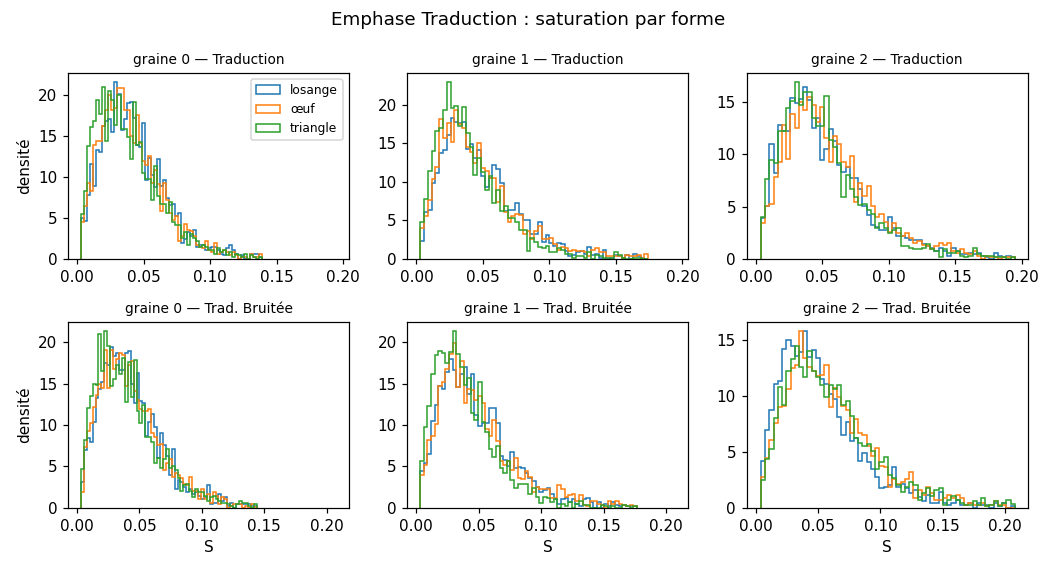 Emphase Traduction : saturation par forme
graine 0 — Traduction
graine 1 — Traduction
graine 2 — Traduction
densité
20
15
10
5
0
0.00 0.05 0.10 0.15 0.20
losange
œuf
triangle
20
15
10
5
0
0.00 0.05 0.10 0.15 0.20
15
10
5
0
0.00 0.05 0.10 0.15 0.20
graine 0 — Trad. Bruitée
graine 1 — Trad. Bruitée
graine 2 — Trad. Bruitée
densité
20
15
10
5
0
0.00 0.05 0.10 0.15 0.20
S
20
15
10
5
0
0.00 0.05 0.10 0.15 0.20
S
15
10
5
0
0.00 0.05 0.10 0.15 0.20
S